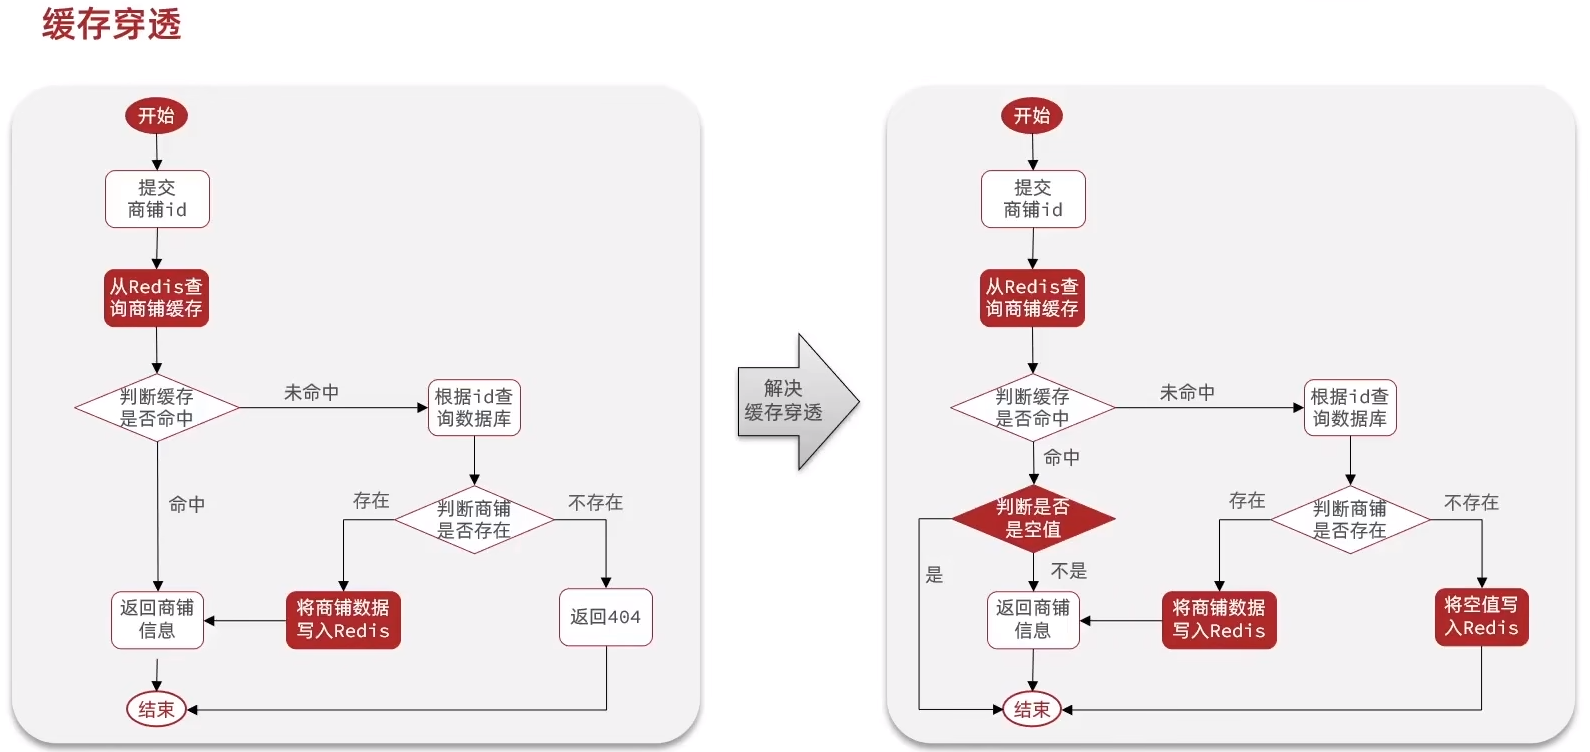 缓存穿透
开始
提交
商铺id
从Redis查
询商铺缓存
判断缓存
是否命中
未命中
根据id查
询数据库
命中
存在
判断商铺
是否存在
不存在
返回商铺
信息
将商铺数据
写入Redis
返回404
结束
解决
缓存穿透
开始
提交
商铺id
从Redis查
询商铺缓存
判断缓存
是否命中
未命中
根据id查
询数据库
命中
判断是否
是空值
存在
判断商铺
是否存在
不存在
是
不是
返回商铺
信息
将商铺数据
写入Redis
将空值写
入Redis
结束